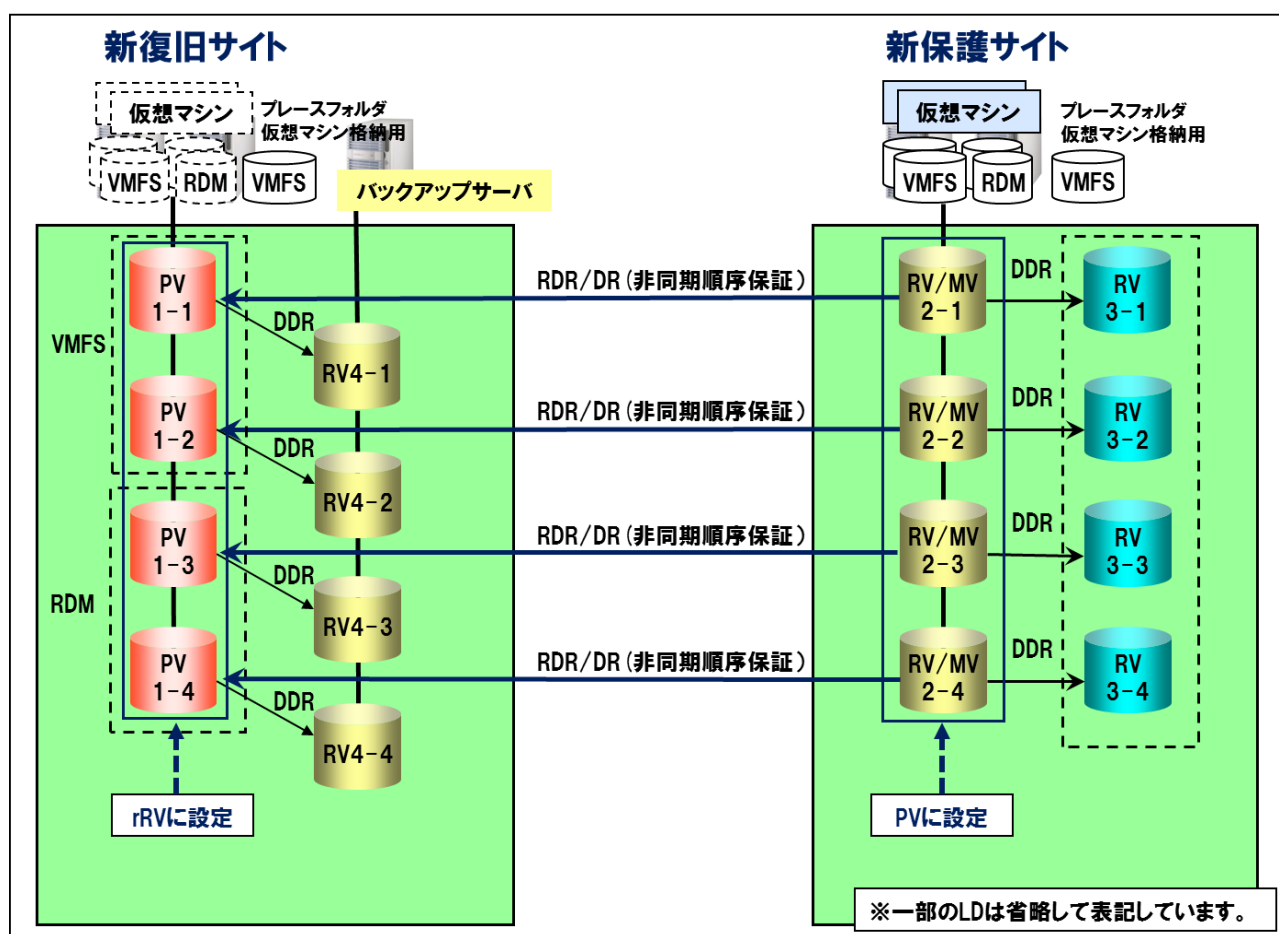 新復旧サイト
仮想マシン
プレースフォルダ
仮想マシン格納用
VMFS
RDM
VMFS
バックアップサーバ
VMFS
PV
1-1
DDR
RV4-1
PV
1-2
DDR
RV4-2
RDM
PV
1-3
DDR
RV4-3
PV
1-4
DDR
RV4-4
rRVに設定
RDR/DR(非同期順序保証)
RDR/DR(非同期順序保証)
RDR/DR(非同期順序保証)
RDR/DR(非同期順序保証)
新保護サイト
仮想マシン
プレースフォルダ
仮想マシン格納用
VMFS
RDM
VMFS
RV/MV
2-1
DDR
RV
3-1
RV/MV
2-2
DDR
RV
3-2
RV/MV
2-3
DDR
RV
3-3
RV/MV
2-4
DDR
RV
3-4
PVに設定
※一部のLDは省略して表記しています。